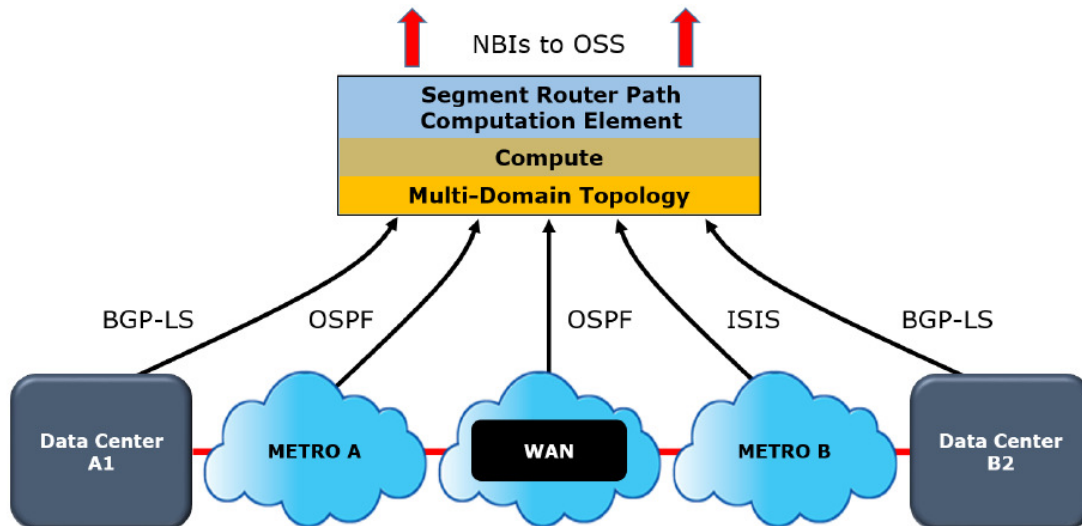 NBIs to OSS
Segment Router Path
Computation Element
Compute
Multi-Domain Topology
BGP-LS
OSPF
OSPF
ISIS
BGP-LS
Data Center
A1
METRO A
WAN
METRO B
Data Center
B2